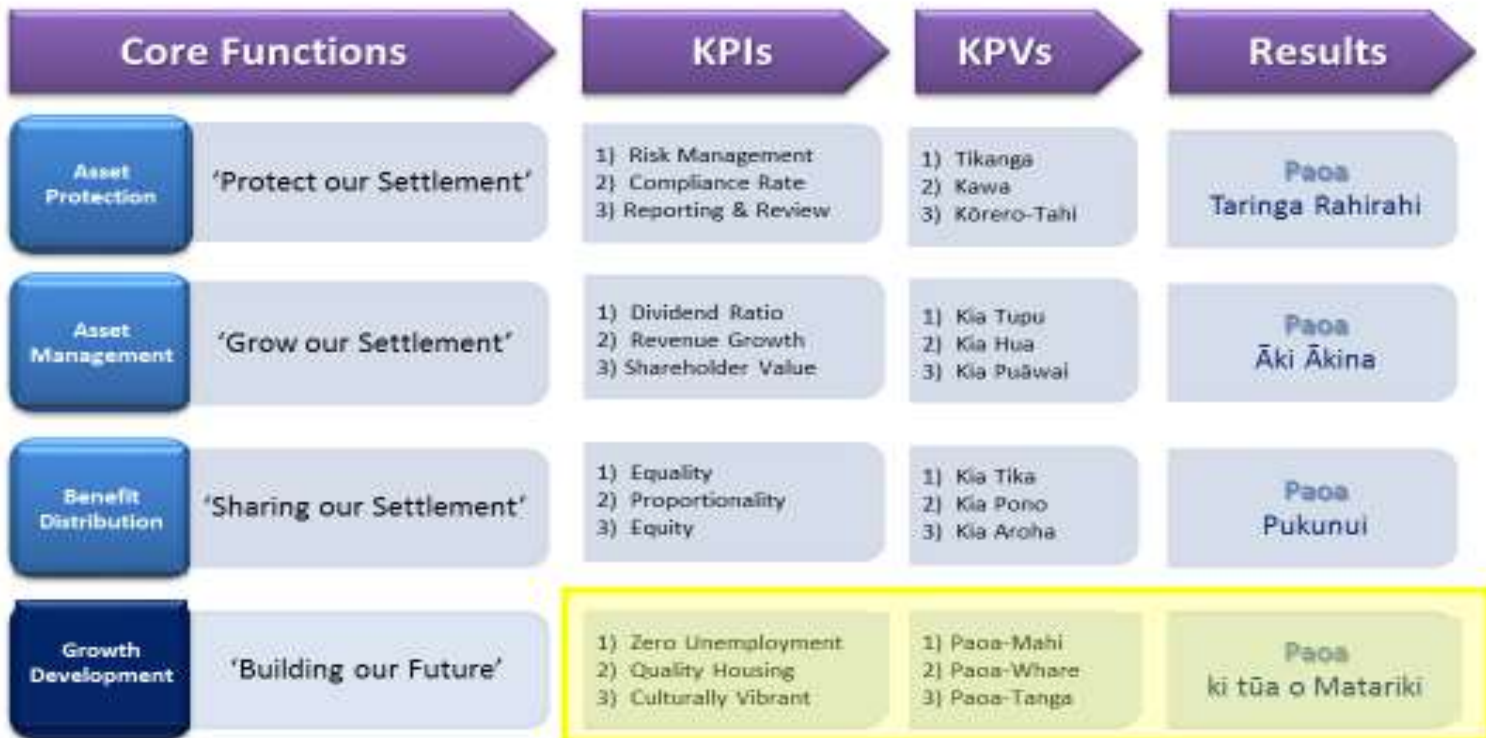 Core Functions
KPIs
KPVs
Results
Asset
Protection
‘Protect our Settlement’
1) Risk Management
2) Compliance Rate
3) Reporting & Review
1) Tikanga
2) Kawa
3) Kōrero-Tahi
Paoa
Taringa Rahirahi
Asset
Management
‘Grow our Settlement’
1) Dividend Ratio
2) Revenue Growth
3) Shareholder Value
1) Kia Tupu
2) Kia Hua
3) Kia Puāwai
Paoa
Āki Ākina
Benefit
Distribution
‘Sharing our Settlement’
1) Equality
2) Proportionality
3) Equity
1) Kia Tika
2) Kia Pono
3) Kia Aroha
Paoa
Pukunui
Growth
Development
‘Building our Future’
1) Zero Unemployment
2) Quality Housing
3) Culturally Vibrant
1) Paoa-Mahi
2) Paoa-Whare
3) Paoa-Tanga
Paoa
ki tūa o Matariki